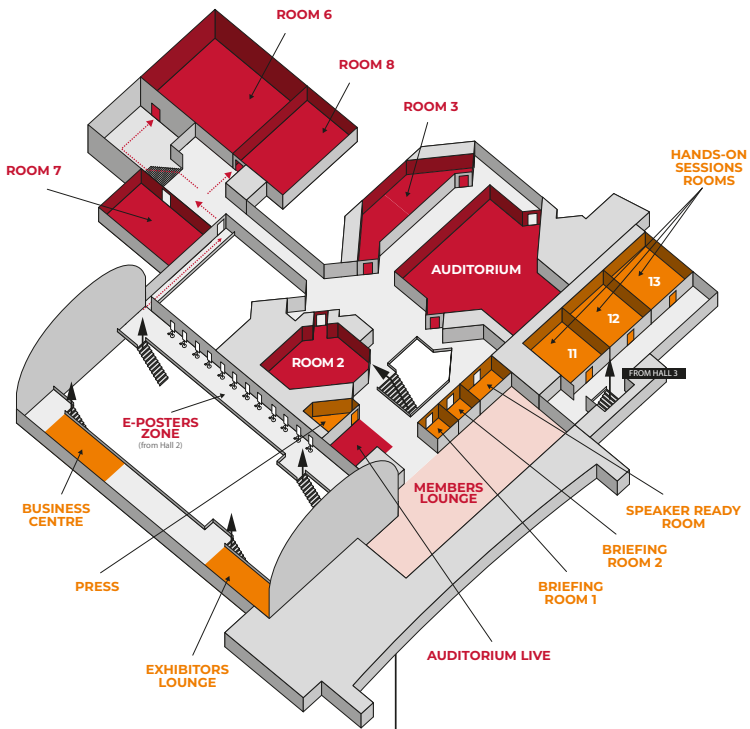 ROOM 6
ROOM 8
ROOM 3
HANDS-ON
SESSIONS
ROOMS
ROOM 7
AUDITORIUM
13
12
11
ROOM 2
FROM HALL 3
E-POSTERS
ZONE
(from Hall 2)
MEMBERS
LOUNGE
BUSINESS
CENTRE
SPEAKER READY
ROOM
BRIEFING
ROOM 2
PRESS
BRIEFING
ROOM 1
AUDITORIUM LIVE
EXHIBITORS
LOUNGE